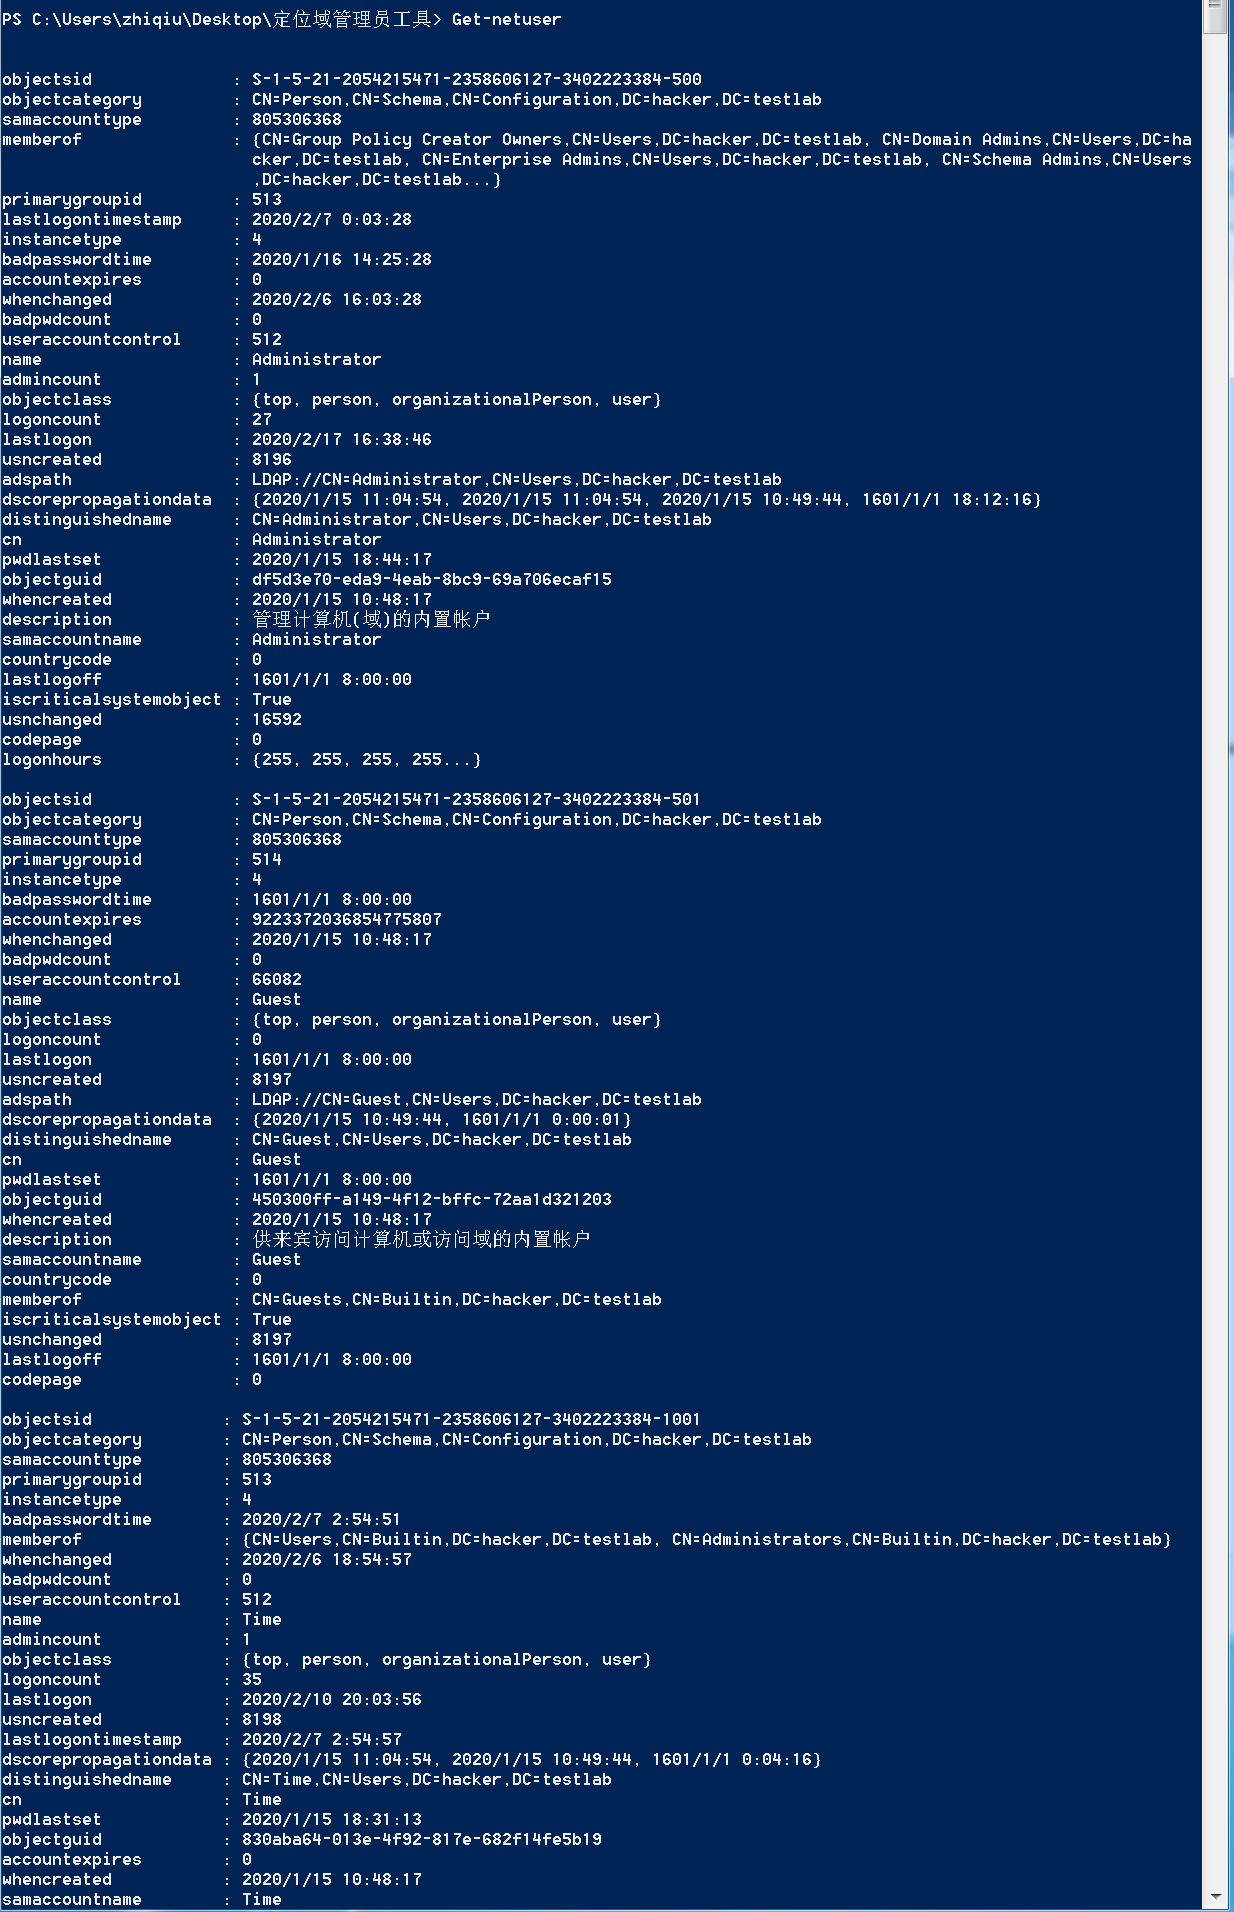 PS C:\Users\zhiqiu\Desktop\定位域管理员工具> Get-netuser
objectsid : S-1-5-21-2054215471-2358606127-3402223384-500
objectcategory : CN=Person,CN=Schema,CN=Configuration,DC=hacker,DC=testlab
samaccounttype : 805306368
memberof : {CN=Group Policy Creator Owners,CN=Users,DC=hacker,DC=testlab, CN=Domain Admins,CN=Users,DC=ha
cker,DC=testlab, CN=Enterprise Admins,CN=Users,DC=hacker,DC=testlab, CN=Schema Admins,CN=Users
,DC=hacker,DC=testlab...}
primarygroupid : 513
lastlogontimestamp : 2020/2/7 0:03:28
instancetype : 4
badpasswordtime : 2020/1/16 14:25:28
accountexpires : 0
whenchanged : 2020/2/6 16:03:28
badpwdcount : 0
useraccountcontrol : 512
name : Administrator
admincount : 1
objectclass : {top, person, organizationalPerson, user}
logoncount : 27
lastlogon : 2020/2/17 16:38:46
usncreated : 8196
adspath : LDAP://CN=Administrator,CN=Users,DC=hacker,DC=testlab
dscorepropagationdata : {2020/1/15 11:04:54, 2020/1/15 11:04:54, 2020/1/15 10:49:44, 1601/1/1 18:12:16}
distinguishedname : CN=Administrator,CN=Users,DC=hacker,DC=testlab
cn : Administrator
pwdlastset : 2020/1/15 18:44:17
objectguid : df5d3e70-eda9-4eab-8bc9-69a706ecaf15
whencreated : 2020/1/15 10:48:17
description : 管理计算机(域)的内置帐户
samaccountname : Administrator
countrycode : 0
lastlogoff : 1601/1/1 8:00:00
iscriticalsystemobject : True
usnchanged : 16592
codepage : 0
logonhours : {255, 255, 255, 255...}
objectsid : S-1-5-21-2054215471-2358606127-3402223384-501
objectcategory : CN=Person,CN=Schema,CN=Configuration,DC=hacker,DC=testlab
samaccounttype : 805306368
primarygroupid : 514
instancetype : 4
badpasswordtime : 1601/1/1 8:00:00
accountexpires : 9223372036854775807
whenchanged : 2020/1/15 10:48:17
badpwdcount : 0
useraccountcontrol : 66082
name : Guest
objectclass : {top, person, organizationalPerson, user}
logoncount : 0
lastlogon : 1601/1/1 8:00:00
usncreated : 8197
adspath : LDAP://CN=Guest,CN=Users,DC=hacker,DC=testlab
dscorepropagationdata : {2020/1/15 10:49:44, 1601/1/1 0:00:01}
distinguishedname : CN=Guest,CN=Users,DC=hacker,DC=testlab
cn : Guest
pwdlastset : 1601/1/1 8:00:00
objectguid : 450300ff-a149-4f12-bffc-72aa1d321203
whencreated : 2020/1/15 10:48:17
description : 供来宾访问计算机或访问域的内置帐户
samaccountname : Guest
countrycode : 0
memberof : CN=Guests,CN=Builtin,DC=hacker,DC=testlab
iscriticalsystemobject : True
usnchanged : 8197
lastlogoff : 1601/1/1 8:00:00
codepage : 0
objectsid : S-1-5-21-2054215471-2358606127-3402223384-1001
objectcategory : CN=Person,CN=Schema,CN=Configuration,DC=hacker,DC=testlab
samaccounttype : 805306368
primarygroupid : 513
instancetype : 4
badpasswordtime : 2020/2/7 2:54:51
memberof : {CN=Users,CN=Builtin,DC=hacker,DC=testlab, CN=Administrators,CN=Builtin,DC=hacker,DC=testlab}
whenchanged : 2020/2/6 18:54:57
badpwdcount : 0
useraccountcontrol : 512
name : Time
admincount : 1
objectclass : {top, person, organizationalPerson, user}
logoncount : 35
lastlogon : 2020/2/10 20:03:56
usncreated : 8198
lastlogontimestamp : 2020/2/7 2:54:57
dscorepropagationdata : {2020/1/15 11:04:54, 2020/1/15 10:49:44, 1601/1/1 0:04:16}
distinguishedname : CN=Time,CN=Users,DC=hacker,DC=testlab
cn : Time
pwdlastset : 2020/1/15 18:31:13
objectguid : 830aba64-013e-4f92-817e-682f14fe5b19
accountexpires : 0
whencreated : 2020/1/15 10:48:17
samaccountname : Time